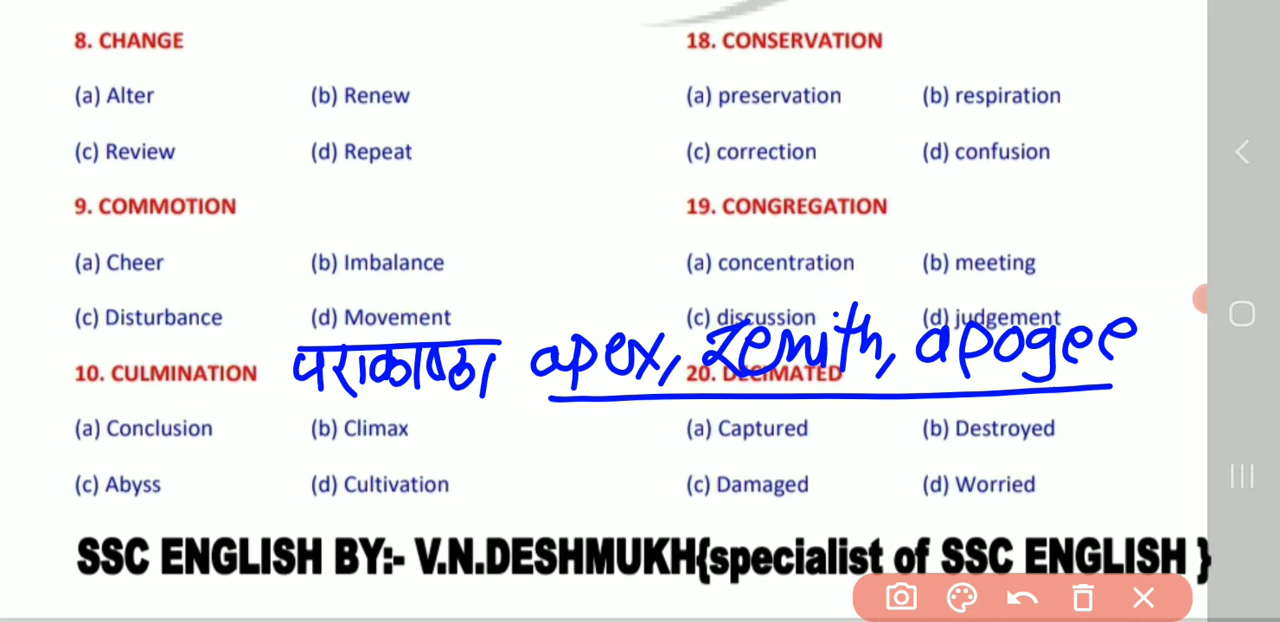 8. CHANGE
(a) Alter (b) Renew
(c) Review (d) Repeat
9. COMMOTION
(a) Cheer (b) Imbalance
(c) Disturbance (d) Movement
10. CULMINATION पराकाष्ठा apex, zenith, apogee
(a) Conclusion (b) Climax
(c) Abyss (d) Cultivation
18. CONSERVATION
(a) preservation (b) respiration
(c) correction (d) confusion
19. CONGREGATION
(a) concentration (b) meeting
(c) discussion (d) judgement
20. DECIMATED
(a) Captured (b) Destroyed
(c) Damaged (d) Worried
SSC ENGLISH BY:- V.N.DESHMUKH{specialist of SSC ENGLISH }